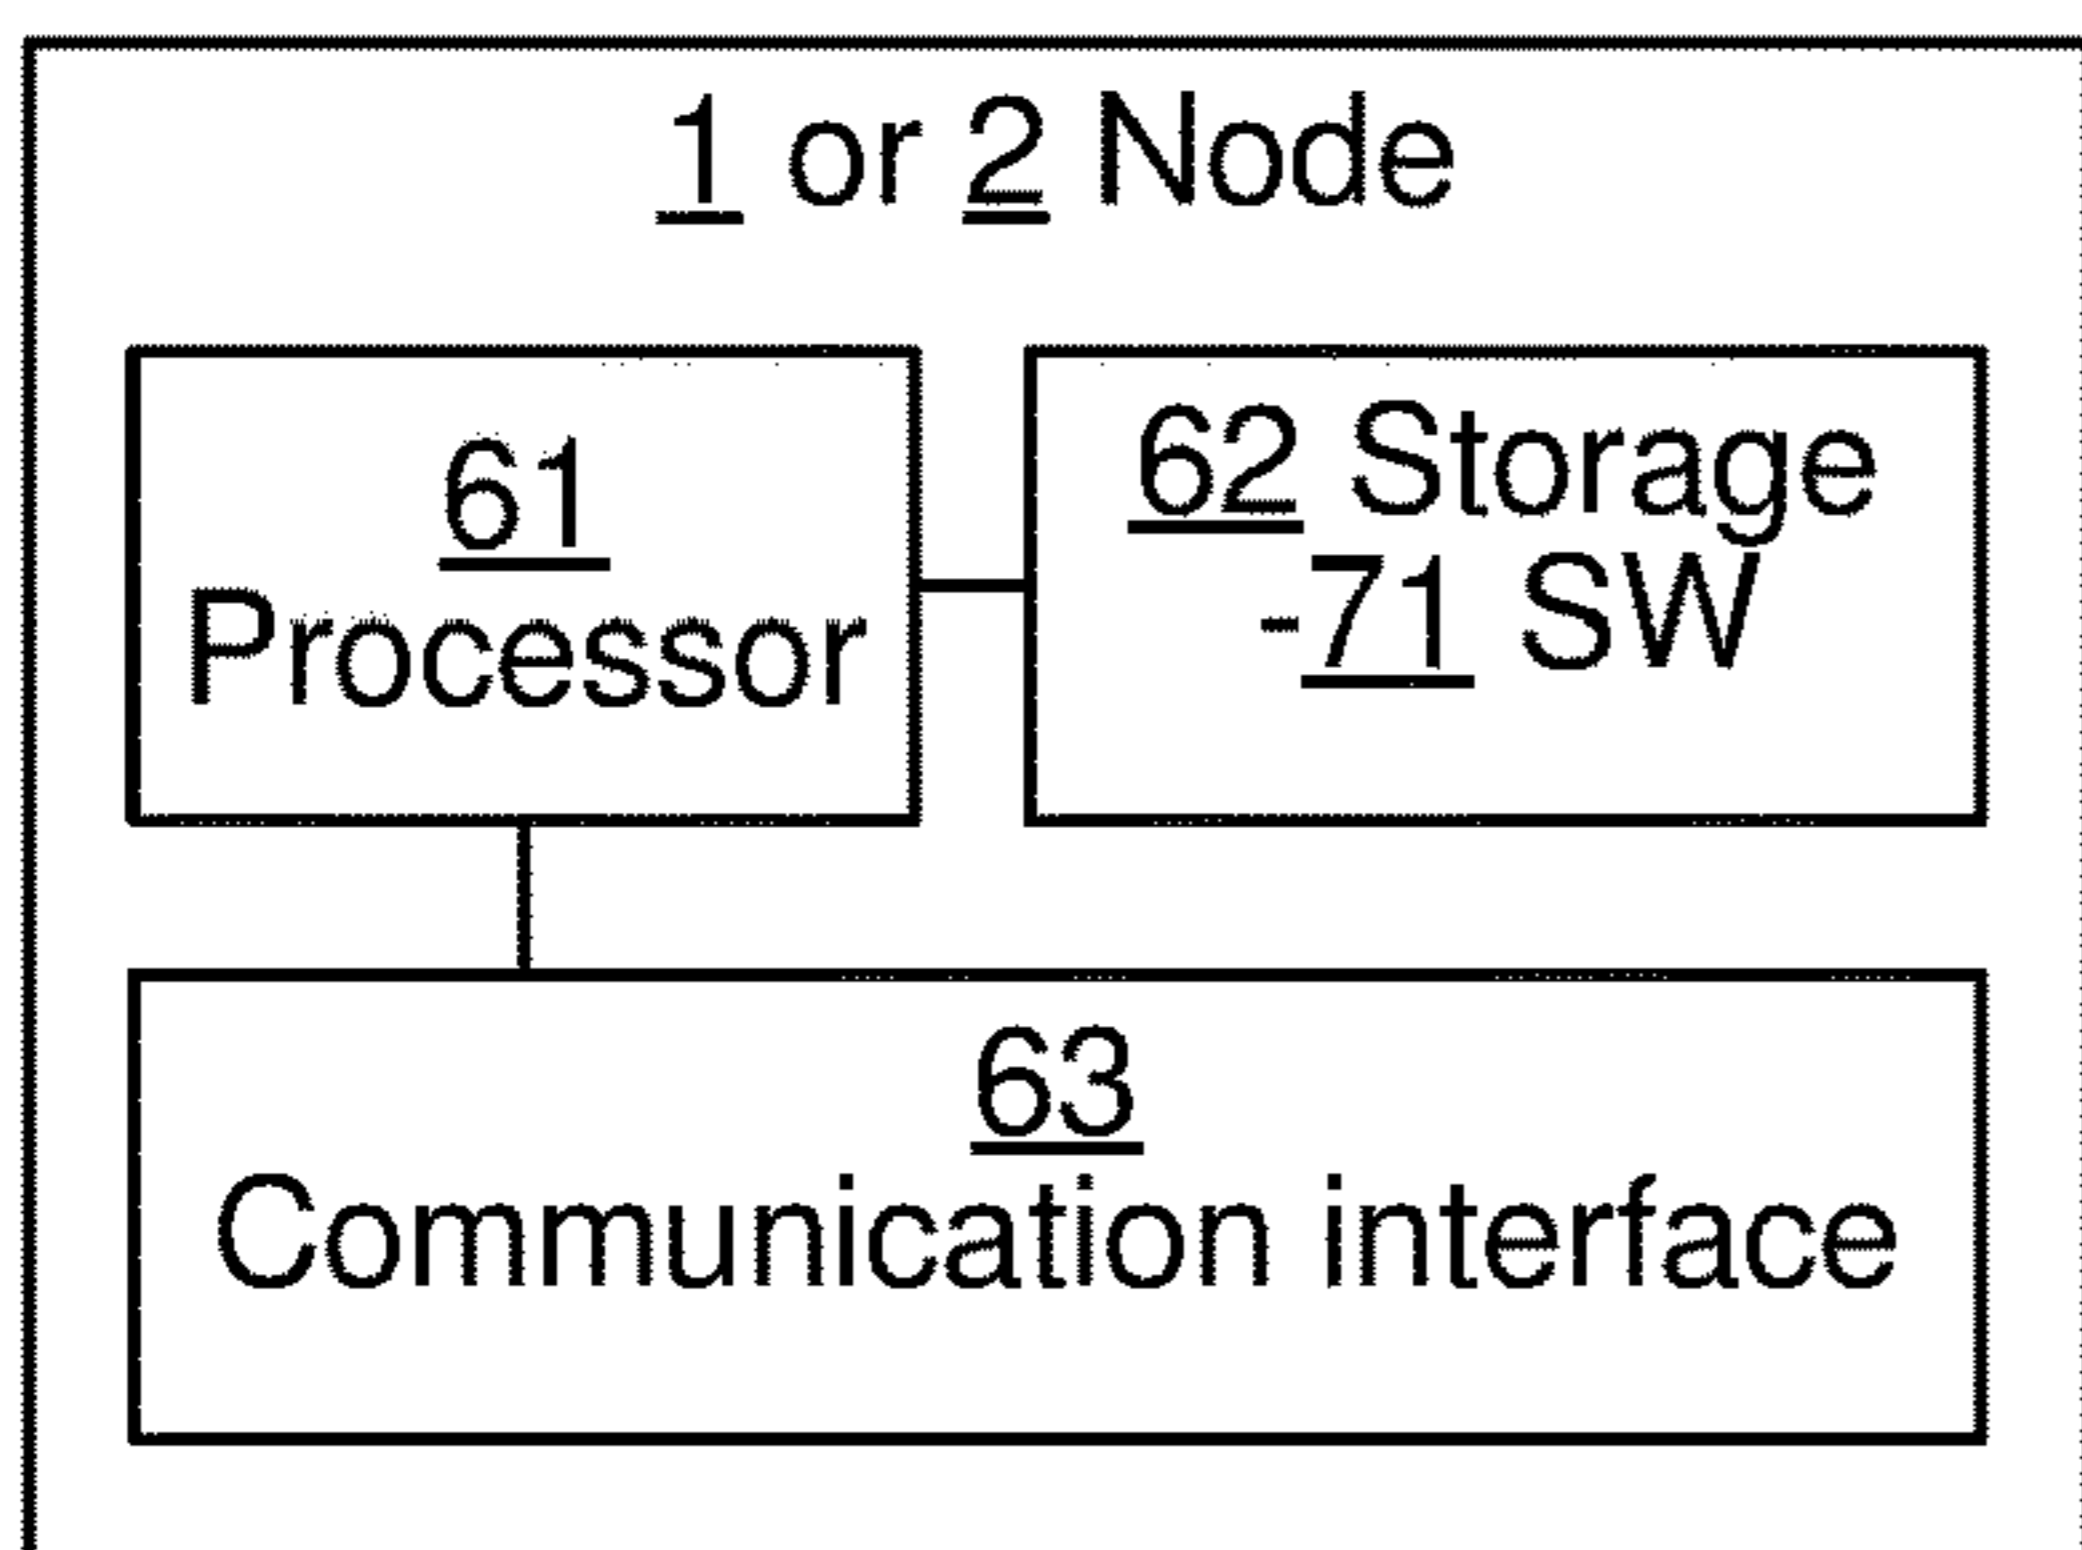 1 or 2 Node
61
Processor
62 Storage
-71 SW
63
Communication interface